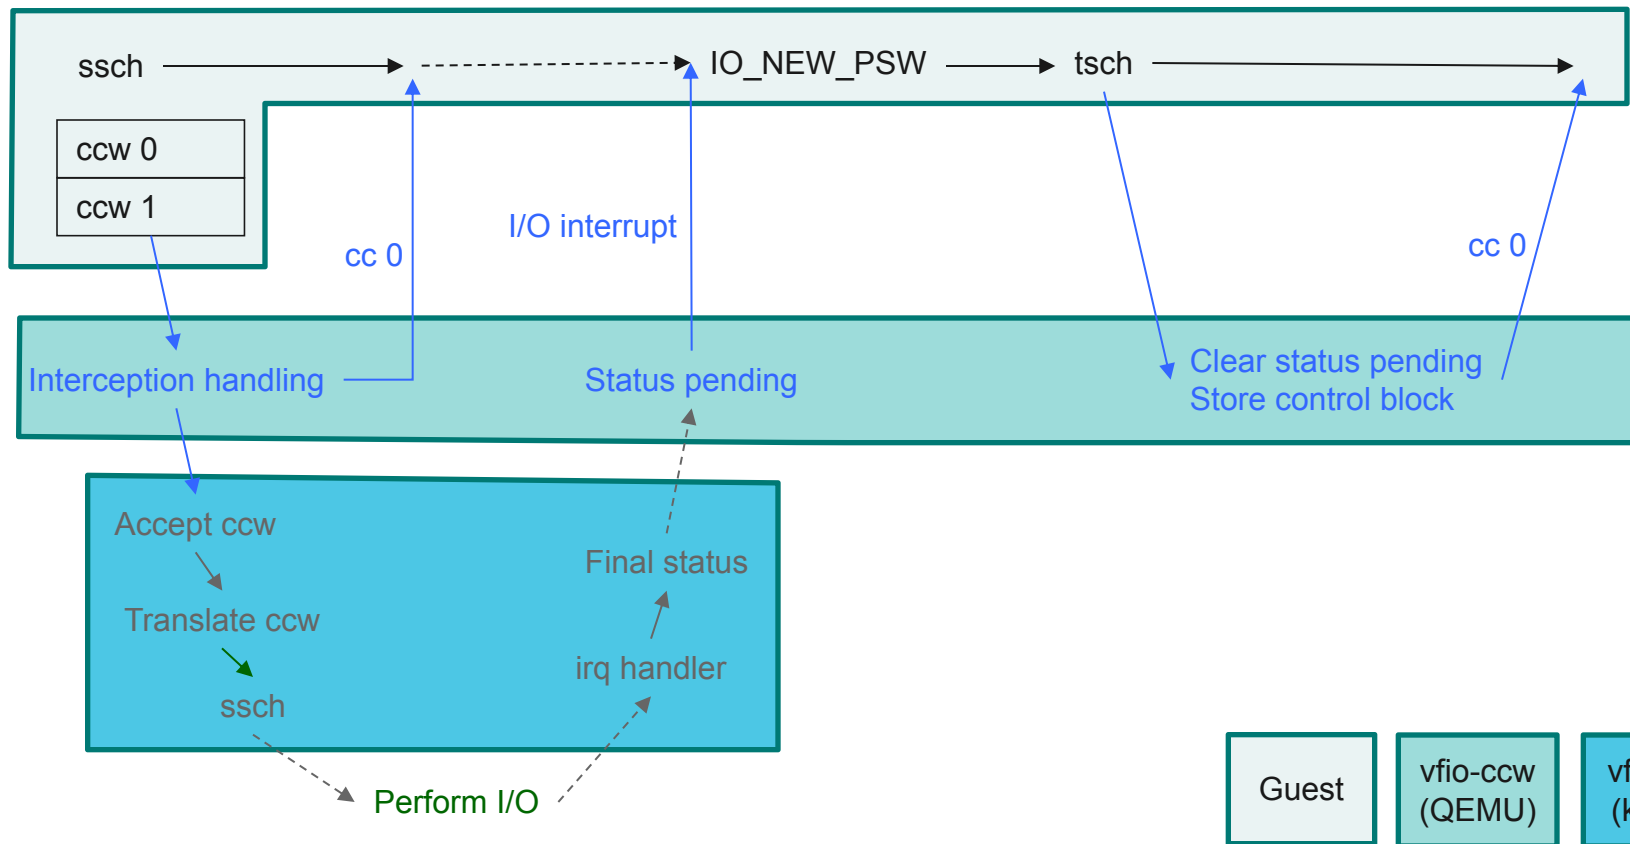 ssch
IO_NEW_PSW
tsch
ccw 0
ccw 1
cc 0
I/O interrupt
cc 0
Interception handling
Status pending
Clear status pending
Store control block
Accept ccw
Translate ccw
ssch
Final status
irq handler
Perform I/O
Guest
vfio-ccw
(QEMU)